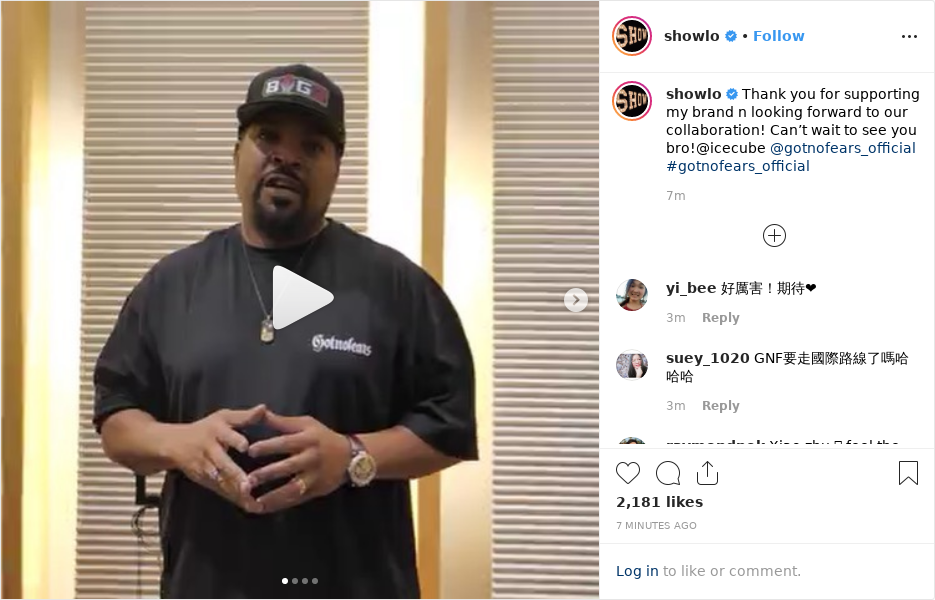 BIG3
Gotnofears
SHOW
showlo • Follow
SHOW
showlo Thank you for supporting
my brand n looking forward to our
collaboration! Can’t wait to see you
bro!@icecube @gotnofears_official
#gotnofears_official
7m
yi_bee 好厲害！期待❤
3m Reply
suey_1020 GNF要走國際路線了嗎哈
哈哈
3m Reply
2,181 likes
7 MINUTES AGO
Log in to like or comment.